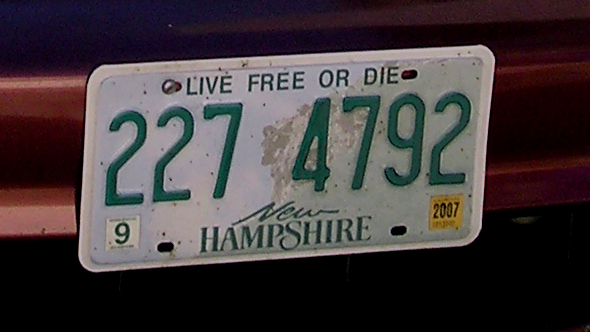 LIVE FREE OR DIE
227 4792
9
New
HAMPSHIRE
2007